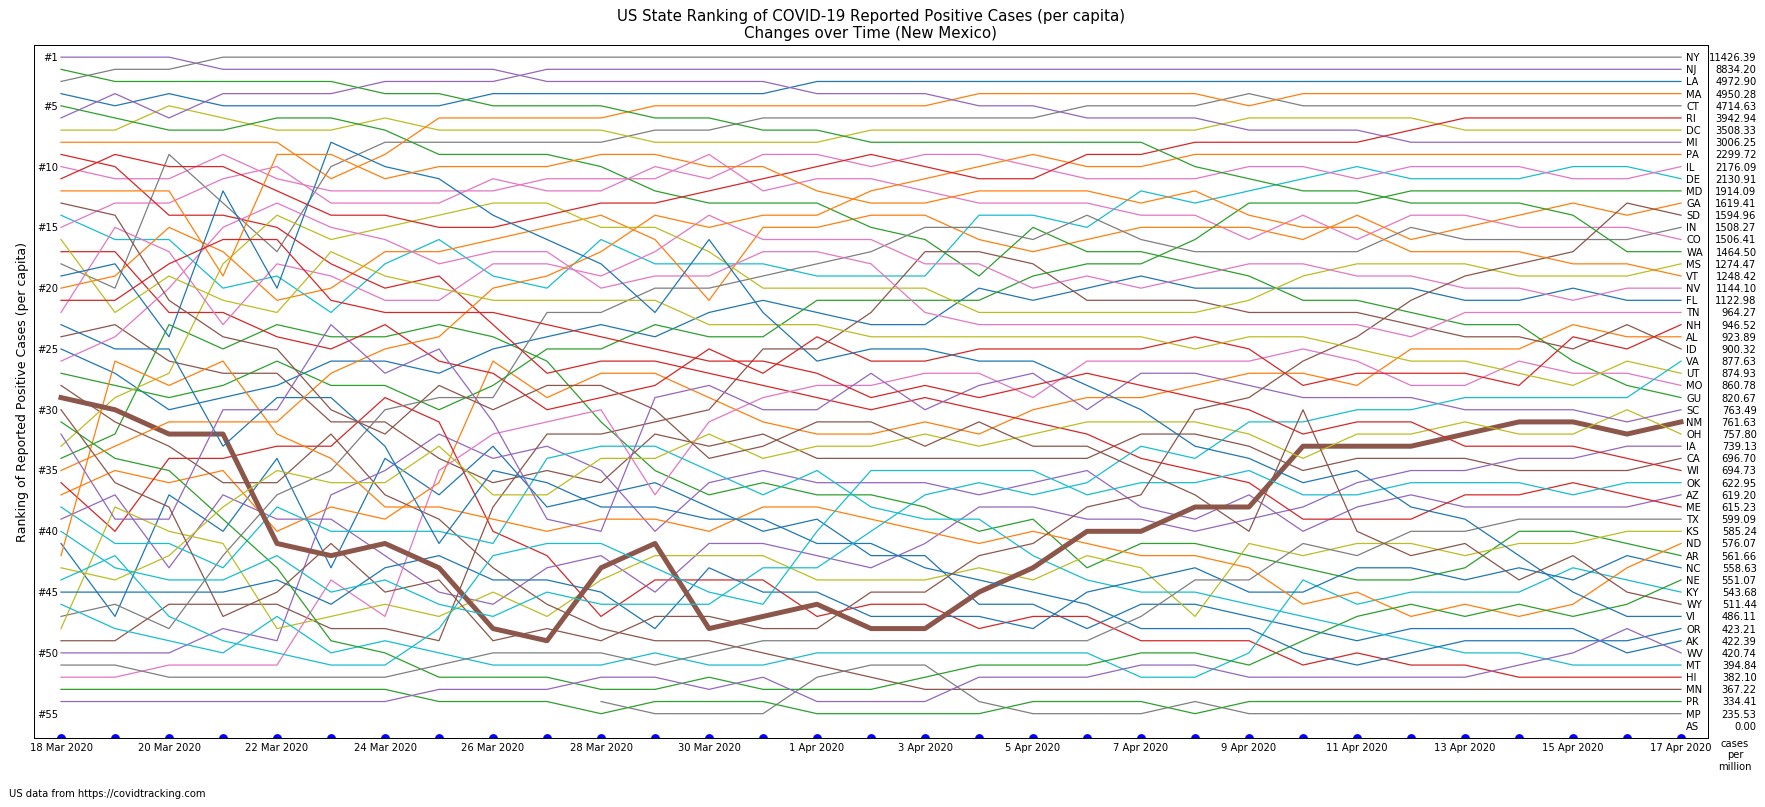 US State Ranking of COVID-19 Reported Positive Cases (per capita)
Changes over Time (New Mexico)
Ranking of Reported Positive Cases (per capita)
#1
#5
#10
#15
#20
#25
#30
#35
#40
#45
#50
#55
NY 11426.39
NJ 8834.20
LA 4972.90
MA 4950.28
CT 4714.63
RI 3942.94
DC 3508.33
MI 3006.25
PA 2299.72
IL 2176.09
DE 2130.91
MD 1914.09
GA 1619.41
SD 1594.96
IN 1508.27
CO 1506.41
WA 1464.50
MS 1274.47
VT 1248.42
NV 1144.10
FL 1122.98
TN 964.27
NH 946.52
AL 923.89
ID 900.32
VA 877.63
UT 874.93
MO 860.78
GU 820.67
SC 763.49
NM 761.63
OH 757.80
IA 739.13
CA 696.70
WI 694.73
OK 622.95
AZ 619.20
ME 615.23
TX 599.09
KS 585.24
ND 576.07
AR 561.66
NC 558.63
NE 551.07
KY 543.68
WY 511.44
VI 486.11
OR 423.21
AK 422.39
WV 420.74
MT 394.84
HI 382.10
MN 367.22
PR 334.41
MP 235.53
AS 0.00
18 Mar 2020 20 Mar 2020 22 Mar 2020 24 Mar 2020 26 Mar 2020 28 Mar 2020 30 Mar 2020 1 Apr 2020 3 Apr 2020 5 Apr 2020 7 Apr 2020 9 Apr 2020 11 Apr 2020 13 Apr 2020 15 Apr 2020 17 Apr 2020
cases
per
million
US data from https://covidtracking.com